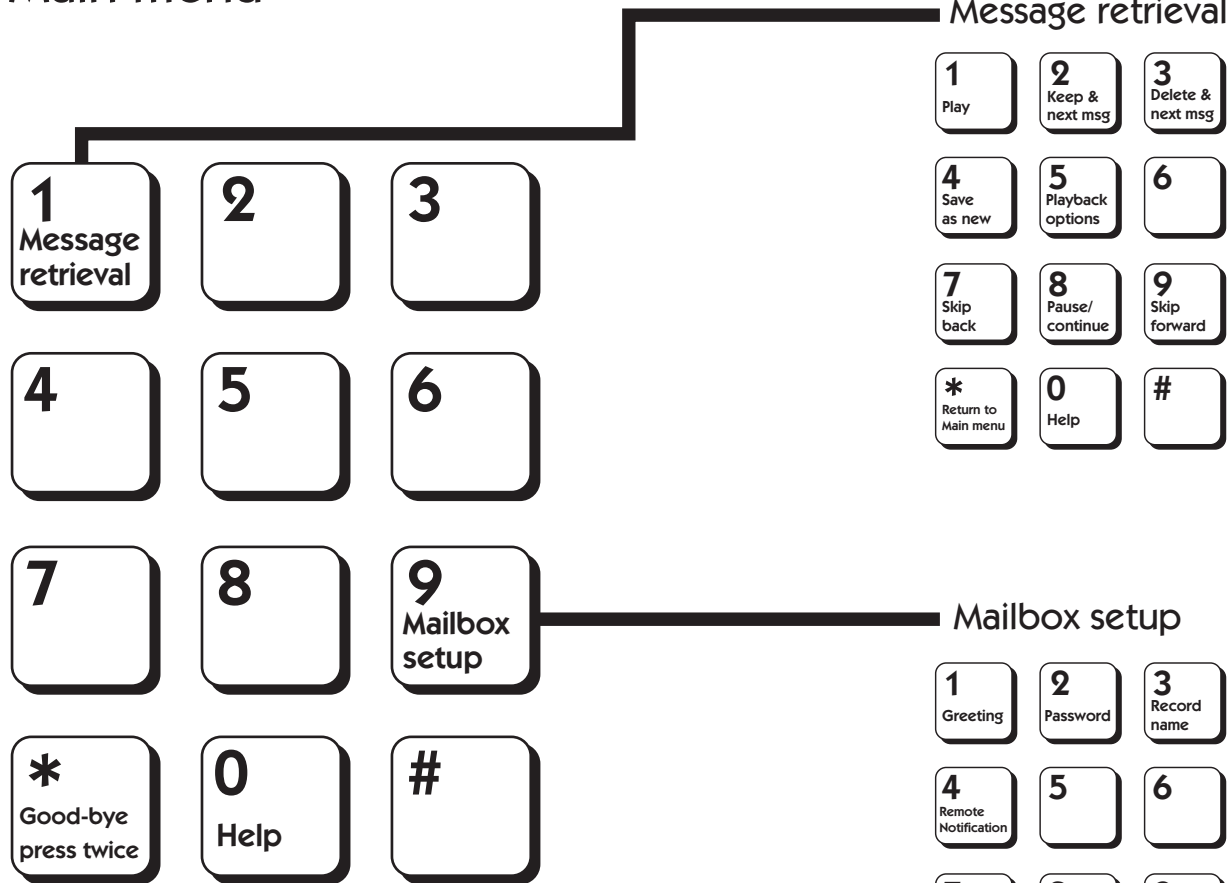 Main menu
1
Message
retrieval
2
3
4
5
6
7
8
9
Mailbox
setup
*
Good-bye
press twice
0
Help
#
Message retrieval
1
Play
2
Keep &
next msg
3
Delete &
next msg
4
Save
as new
5
Playback
options
6
7
Skip
back
8
Pause/
continue
9
Skip
forward
*
Return to
Main menu
0
Help
#
Mailbox setup
1
Greeting
2
Password
3
Record
name
4
Remote
Notification
5
6